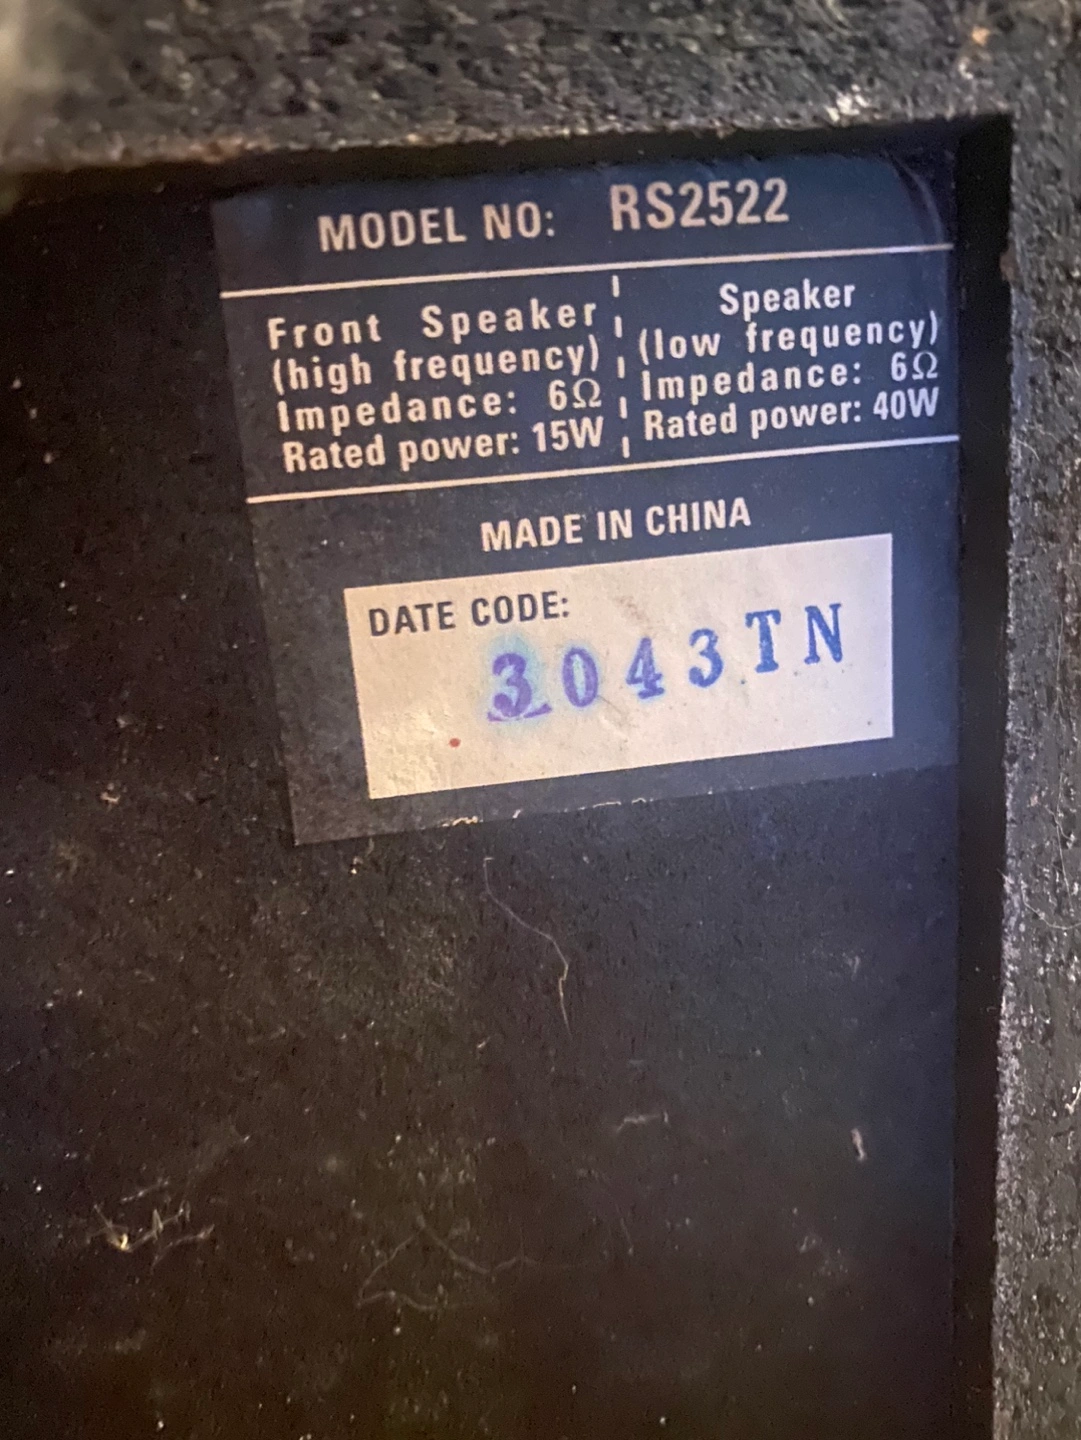 MODEL NO: RS2522
Front Speaker
(high frequency)
Impedance: 6Ω
Rated power: 15W
Speaker
(low frequency)
Impedance: 6Ω
Rated power: 40W
MADE IN CHINA
DATE CODE:
3043TN